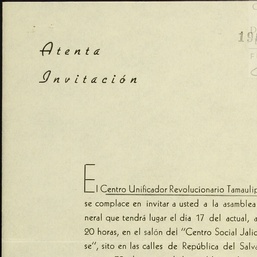 Atenta
Invitación
El Centro Unificador Revolucionario Tamaulip
se complace en invitar a usted a la asamblea
neral que tendrá lugar el día 17 del actual, a
20 horas, en el salón del "Centro Social Jalic
se", sito en las calles de República del Salva